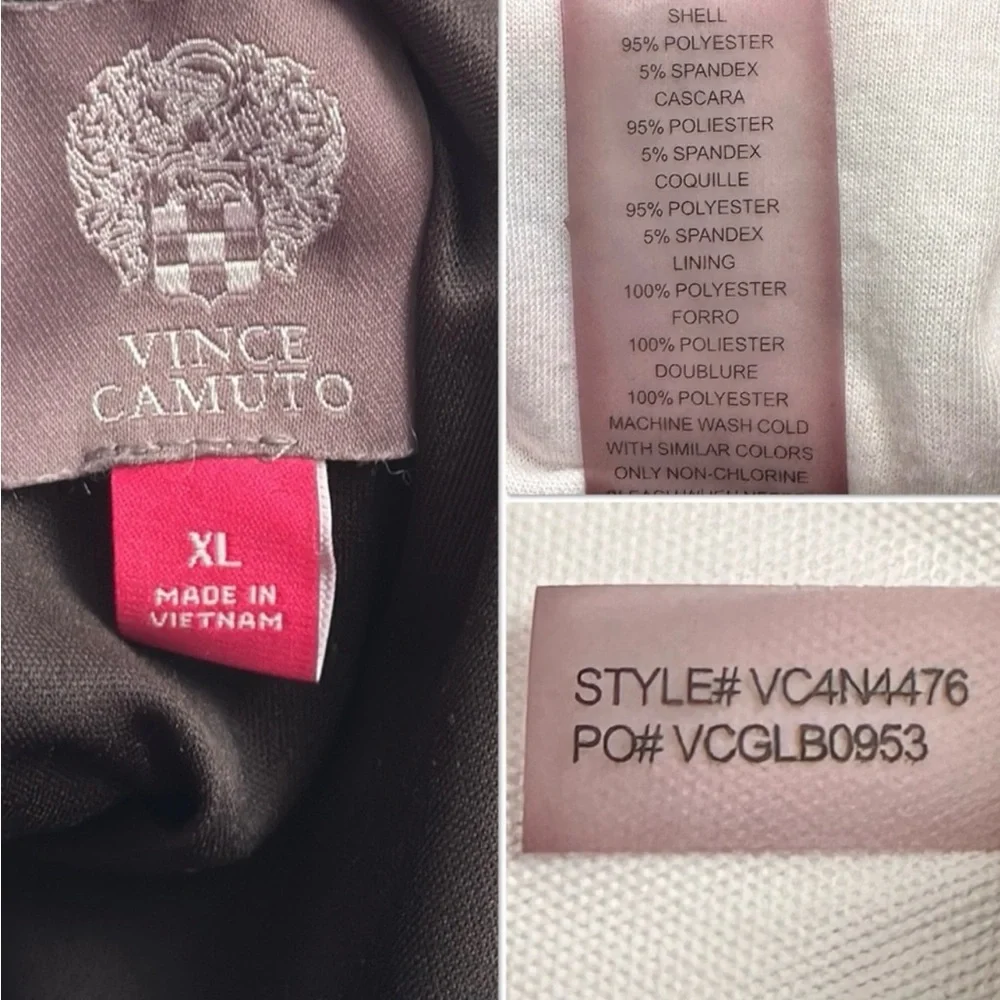 VINCE
CAMUTO
XL
MADE IN
VIETNAM
SHELL
95% POLYESTER
5% SPANDEX
CASCARA
95% POLIESTER
5% SPANDEX
COQUILLE
95% POLYESTER
5% SPANDEX
LINING
100% POLYESTER
FORRO
100% POLIESTER
DOUBLURE
100% POLYESTER
MACHINE WASH COLD
WITH SIMILAR COLORS
ONLY NON-CHLORINE
STYLE# VC4N4476
PO# VCGLB0953